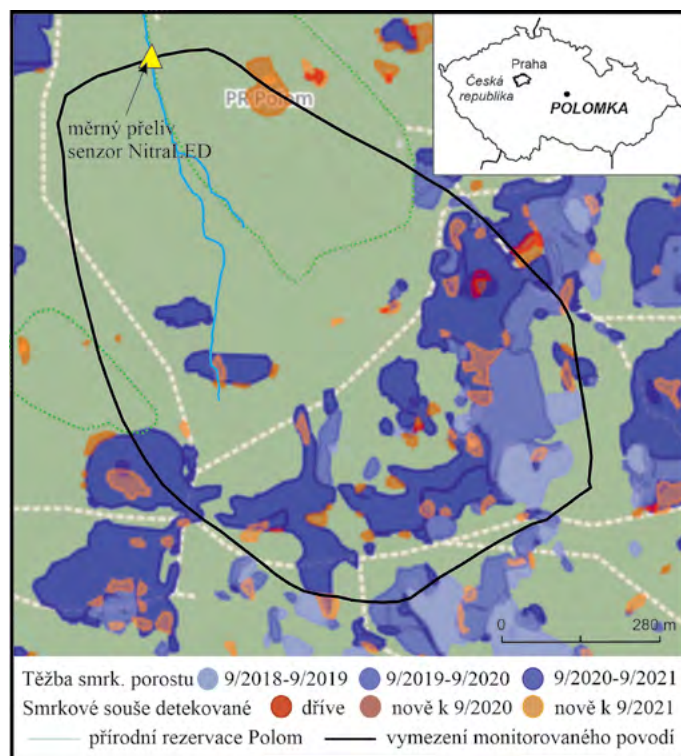 Praha
Česká
republika
POLOMKA
PR Polom
měrný přeliv
senzor NitraLED
0 280 m
Těžba smrk. porostu 9/2018-9/2019 9/2019-9/2020 9/2020-9/2021
Smrkové souše detekované dříve nově k 9/2020 nově k 9/2021
přírodní rezervace Polom vymezení monitorovaného povodí